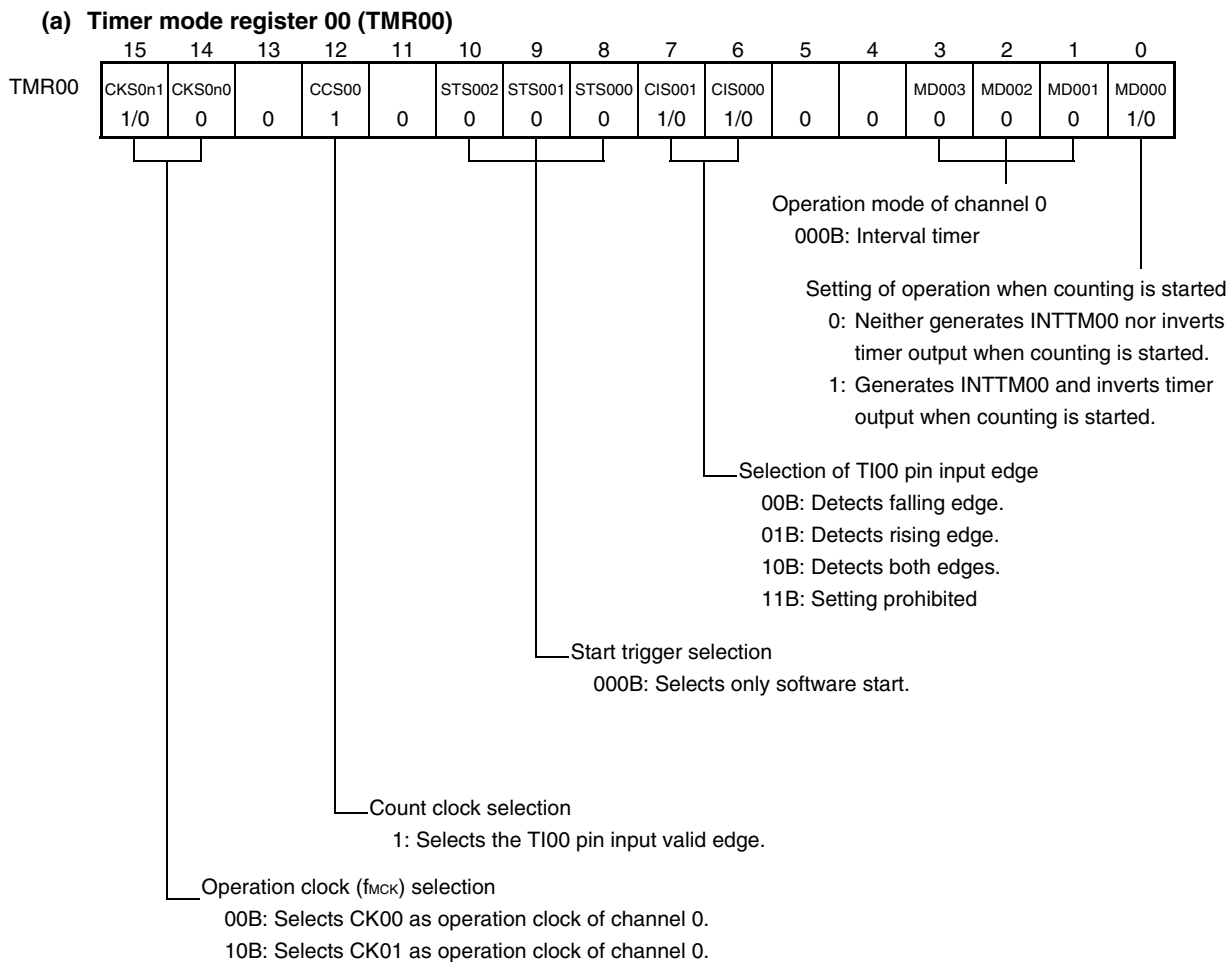 (a) Timer mode register 00 (TMR00)
15 14 13 12 11 10 9 8 7 6 5 4 3 2 1 0
TMR00 CKS0n1 CKS0n0 CCS00 STS002 STS001 STS000 CIS001 CIS000 MD003 MD002 MD001 MD000
1/0 0 0 1 0 0 0 0 1/0 1/0 0 0 0 0 0 1/0
Operation mode of channel 0
000B: Interval timer
Setting of operation when counting is started
0: Neither generates INTTM00 nor inverts
timer output when counting is started.
1: Generates INTTM00 and inverts timer
output when counting is started.
Selection of TI00 pin input edge
00B: Detects falling edge.
01B: Detects rising edge.
10B: Detects both edges.
11B: Setting prohibited
Start trigger selection
000B: Selects only software start.
Count clock selection
1: Selects the TI00 pin input valid edge.
Operation clock (fMCK) selection
00B: Selects CK00 as operation clock of channel 0.
10B: Selects CK01 as operation clock of channel 0.